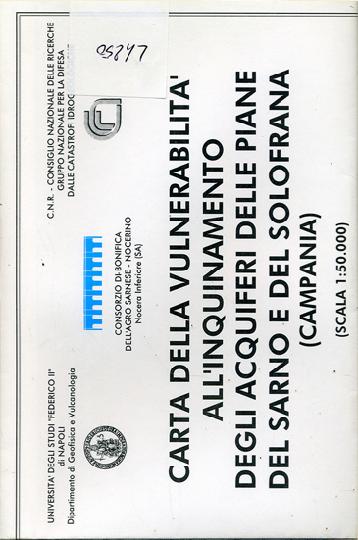 UNIVERSITA' DEGLI STUDI "FEDERICO II"
di NAPOLI
Dipartimento di Geofisica e Vulcanologia
CONSORZIO DI BONIFICA
DELL'AGRO SARNESE - NOCERINO
Nocera Inferiore (SA)
C.N.R. - CONSIGLIO NAZIONALE DELLE RICERCHE
GRUPPO NAZIONALE PER LA DIFESA
DALLE CATASTROFI IDROG
CARTA DELLA VULNERABILITA'
ALL'INQUINAMENTO
DEGLI ACQUIFERI DELLE PIANE
DEL SARNO E DEL SOLOFRANA
(CAMPANIA)
(SCALA 1:50.000)